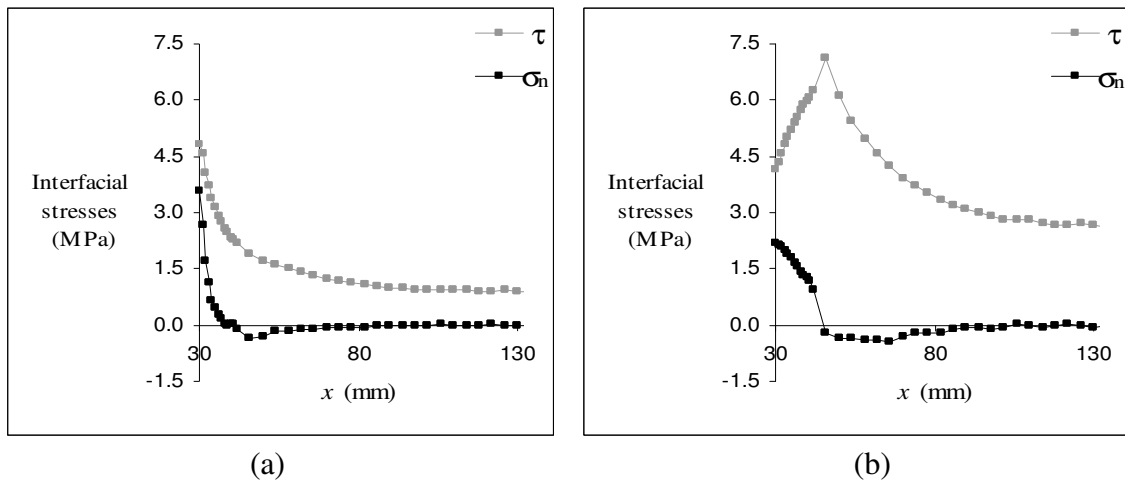 τ
σn
7.5
6.0
4.5
3.0
1.5
0.0
-1.5
Interfacial
stresses
(MPa)
30
80
130
x (mm)
(a)
τ
σn
7.5
6.0
4.5
3.0
1.5
0.0
-1.5
Interfacial
stresses
(MPa)
30
80
130
x (mm)
(b)